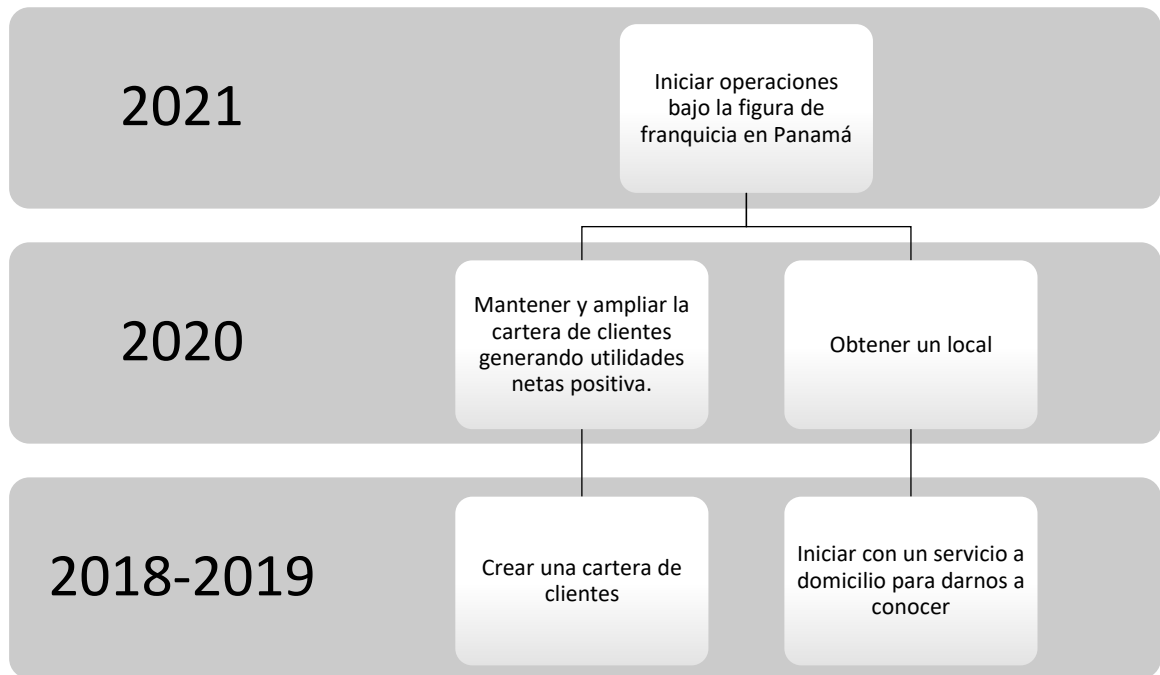 2021
Iniciar operaciones
bajo la figura de
franquicia en Panamá
2020
Mantener y ampliar la
cartera de clientes
generando utilidades
netas positiva.
Obtener un local
2018-2019
Crear una cartera de
clientes
Iniciar con un servicio a
domicilio para darnos a
conocer